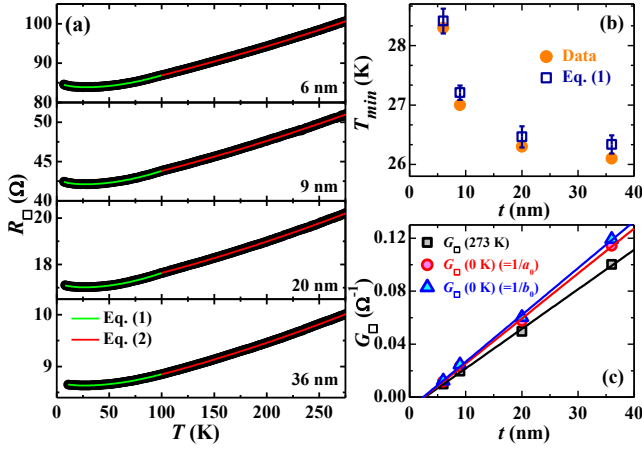 (a)
100
95
90
85
80
6 nm
50
45
40
9 nm
20
18
16
20 nm
10
9
36 nm
Eq. (1)
Eq. (2)
R□ (Ω)
0 50 100 150 200 250
T (K)
(b)
28
27
26
Tmin (K)
Data
Eq. (1)
0 10 20 30 40
t (nm)
0.12
0.08
0.04
0.00
G□ (Ω-1)
G□ (273 K)
G□ (0 K) (=1/a0)
G□ (0 K) (=1/b0)
(c)
0 10 20 30 40
t (nm)